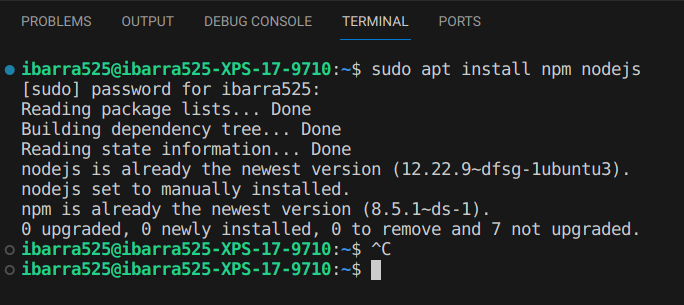 PROBLEMS OUTPUT DEBUG CONSOLE TERMINAL PORTS
ibarra525@ibarra525-XPS-17-9710:~$ sudo apt install npm nodejs
[sudo] password for ibarra525:
Reading package lists... Done
Building dependency tree... Done
Reading state information... Done
nodejs is already the newest version (12.22.9~dfsg-1ubuntu3).
nodejs set to manually installed.
npm is already the newest version (8.5.1~ds-1).
0 upgraded, 0 newly installed, 0 to remove and 7 not upgraded.
ibarra525@ibarra525-XPS-17-9710:~$ ^C
ibarra525@ibarra525-XPS-17-9710:~$